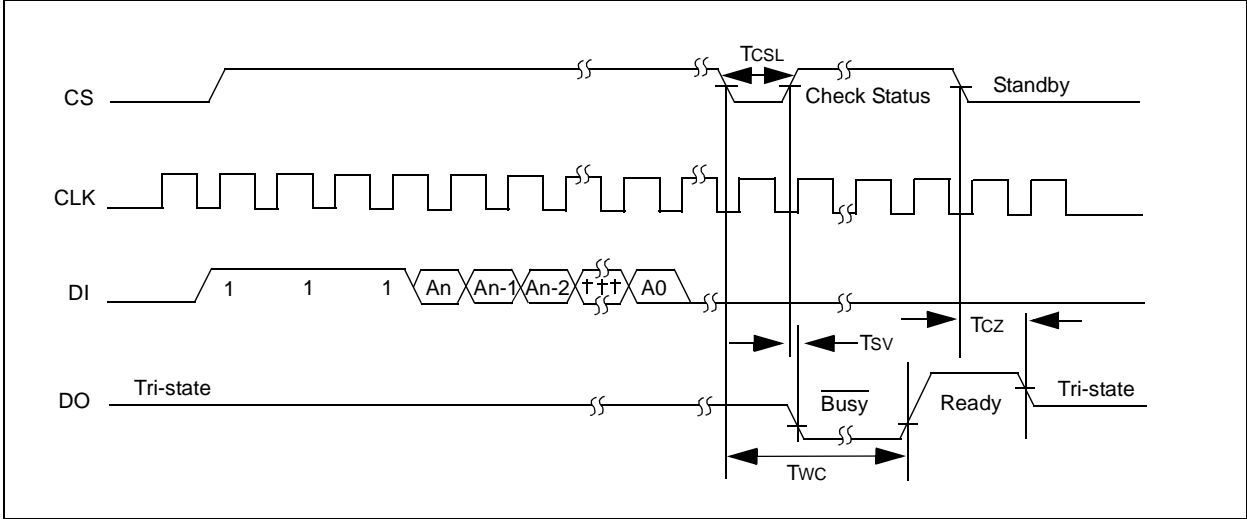 TCSL
CS
Check Status
Standby
CLK
DI
1 1 1 An An-1 An-2 ††† A0
TCZ
TSV
DO
Tri-state
Busy
Ready
Tri-state
TWC